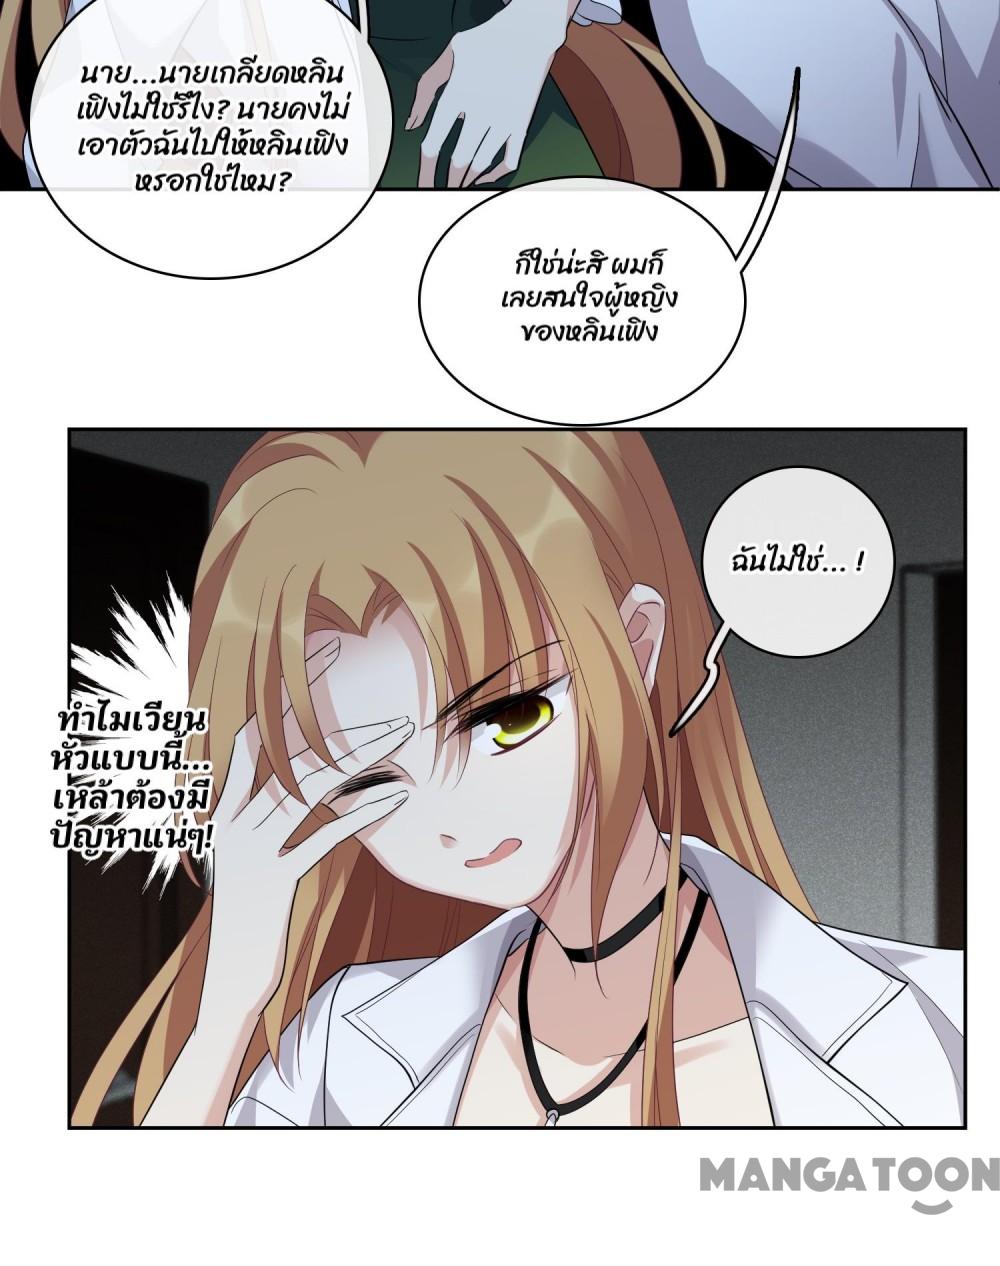 นาย...นายเกลียดหลิน
เฟิงไม่ใช่รึไง? นายคงไม่
เอาตัวฉันไปให้หลินเฟิง
หรอกใช่ไหม?
ก็ใช่น่ะสิ ผมก็
เลยสนใจผู้หญิง
ของหลินเฟิง
ฉันไม่ใช่... !
ทำไมเวียน
หัวแบบนี้...
เหล้าต้องมี
ปัญหาแน่ๆ!
MANGATOON